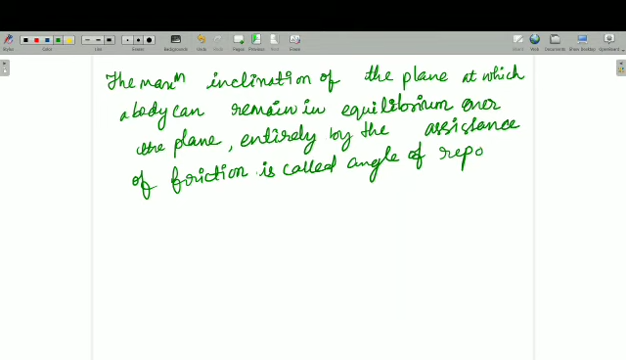 The maxᵐ inclination of the plane at which
a body can remain in equilibrium over
the plane, entirely by the assistance
of friction is called angle of repo